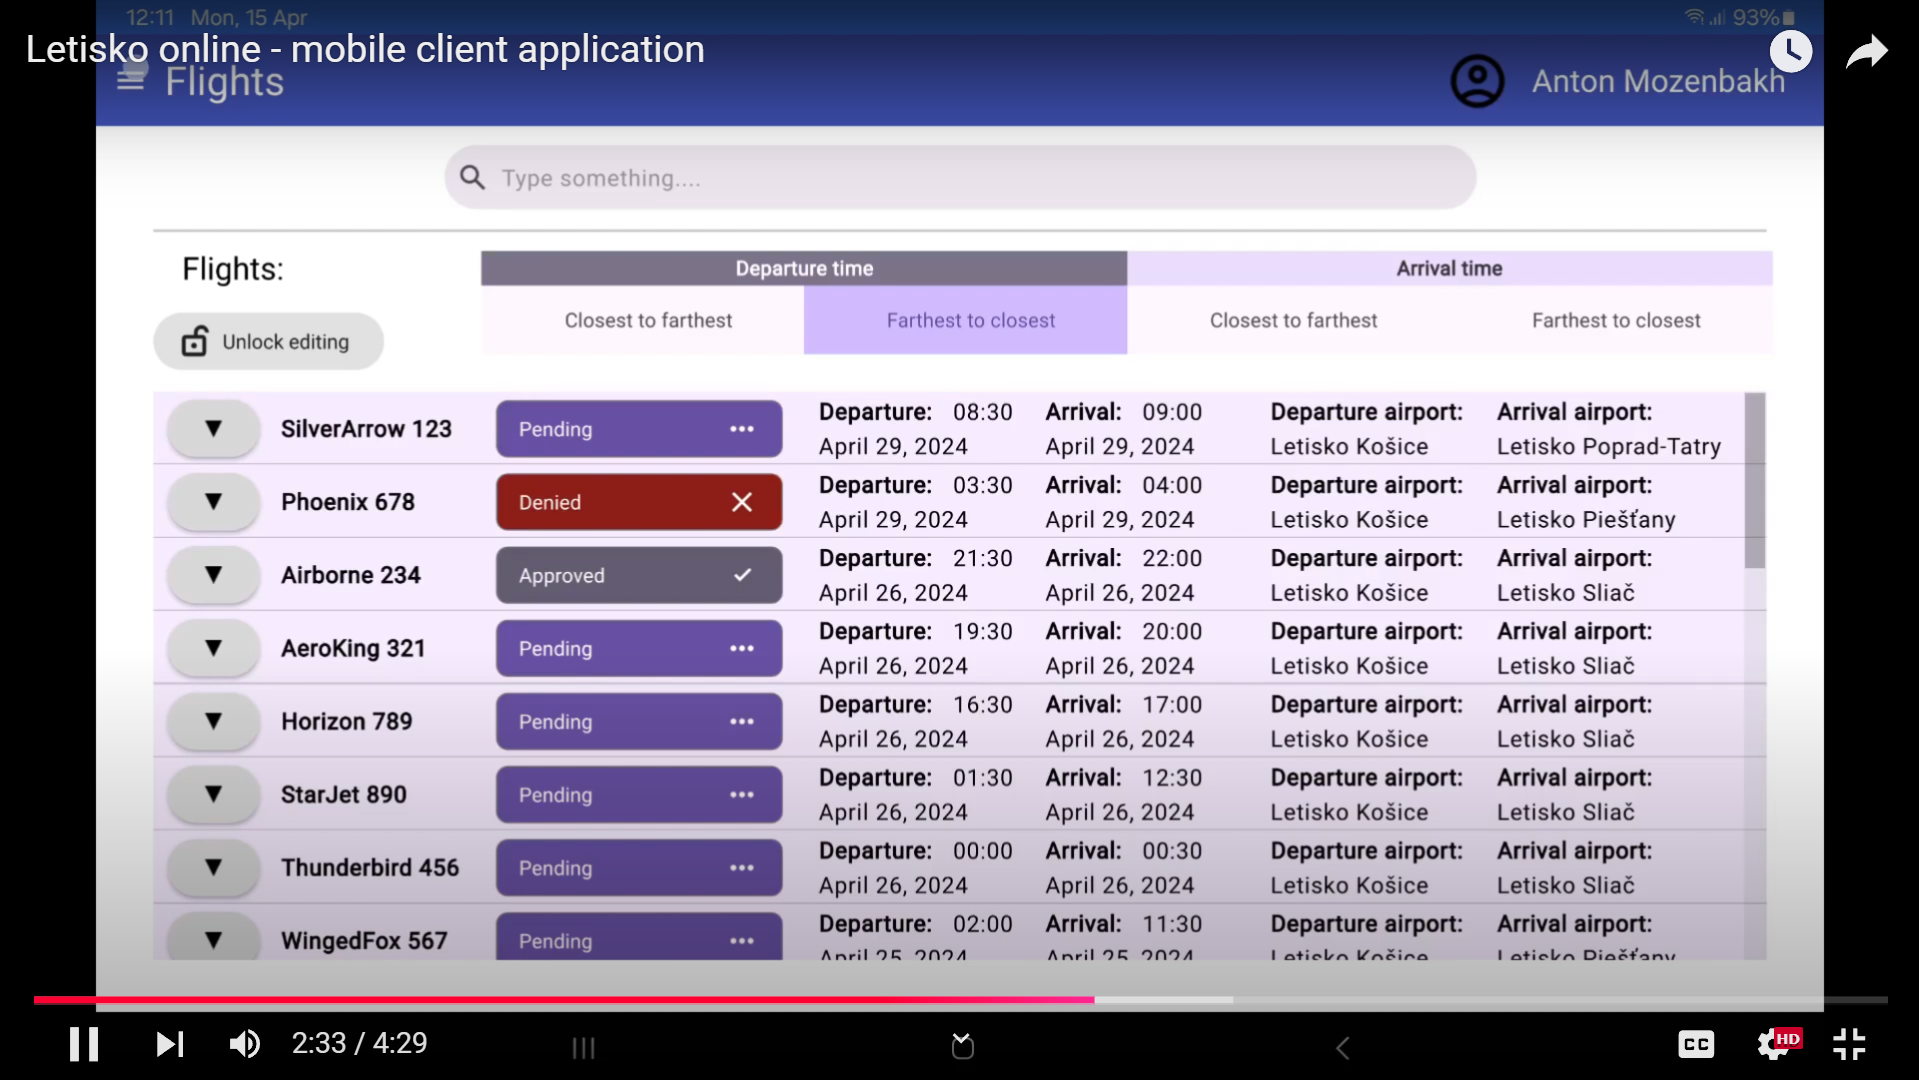 12:11 Mon, 15 Apr 93%
Letisko online - mobile client application
Flights Anton Mozenbakh
Type something....
Flights:
Departure time Arrival time
Closest to farthest Farthest to closest Closest to farthest Farthest to closest
Unlock editing
SilverArrow 123 Pending Departure: 08:30 Arrival: 09:00 Departure airport: Arrival airport:
April 29, 2024 April 29, 2024 Letisko Košice Letisko Poprad-Tatry
Phoenix 678 Denied Departure: 03:30 Arrival: 04:00 Departure airport: Arrival airport:
April 29, 2024 April 29, 2024 Letisko Košice Letisko Piešťany
Airborne 234 Approved Departure: 21:30 Arrival: 22:00 Departure airport: Arrival airport:
April 26, 2024 April 26, 2024 Letisko Košice Letisko Sliač
AeroKing 321 Pending Departure: 19:30 Arrival: 20:00 Departure airport: Arrival airport:
April 26, 2024 April 26, 2024 Letisko Košice Letisko Sliač
Horizon 789 Pending Departure: 16:30 Arrival: 17:00 Departure airport: Arrival airport:
April 26, 2024 April 26, 2024 Letisko Košice Letisko Sliač
StarJet 890 Pending Departure: 01:30 Arrival: 12:30 Departure airport: Arrival airport:
April 26, 2024 April 26, 2024 Letisko Košice Letisko Sliač
Thunderbird 456 Pending Departure: 00:00 Arrival: 00:30 Departure airport: Arrival airport:
April 26, 2024 April 26, 2024 Letisko Košice Letisko Sliač
WingedFox 567 Pending Departure: 02:00 Arrival: 11:30 Departure airport: Arrival airport:
April 25, 2024 April 25, 2024 Letisko Košice Letisko Piešťany
2:33 / 4:29 CC HD